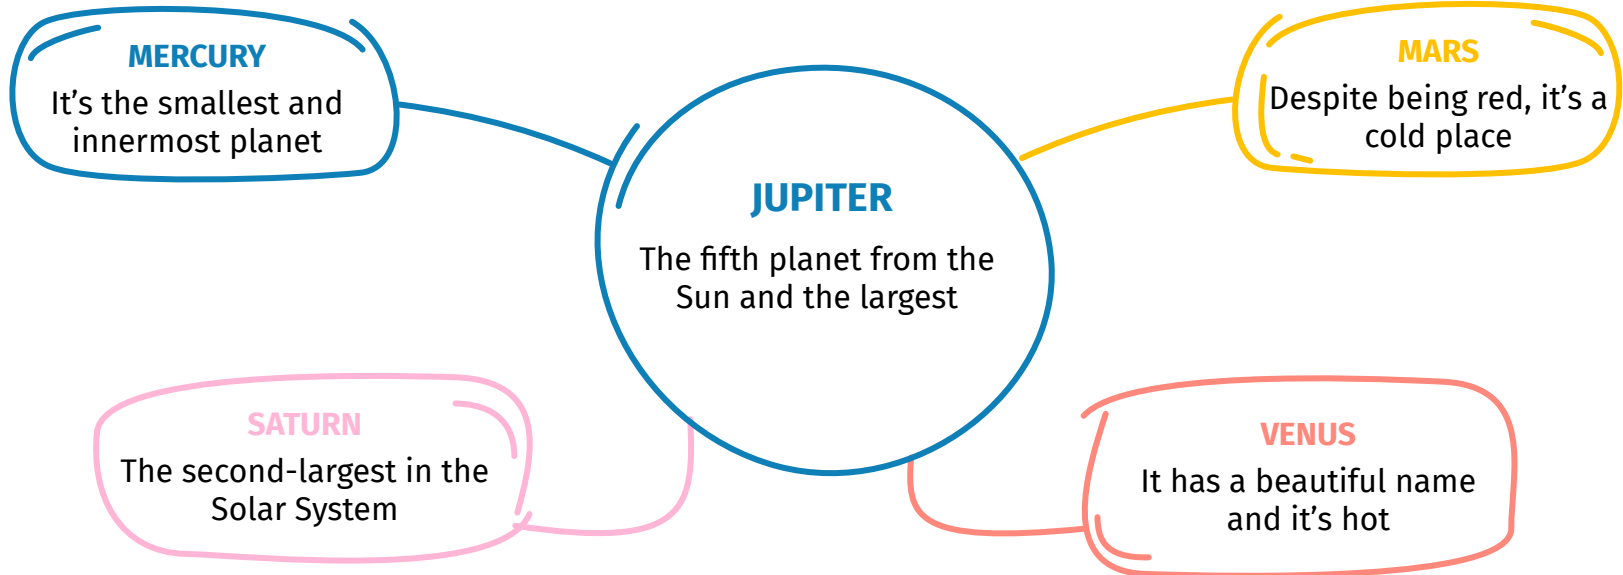 MERCURY
It’s the smallest and
innermost planet
MARS
Despite being red, it’s a
cold place
JUPITER
The fifth planet from the
Sun and the largest
SATURN
The second-largest in the
Solar System
VENUS
It has a beautiful name
and it’s hot